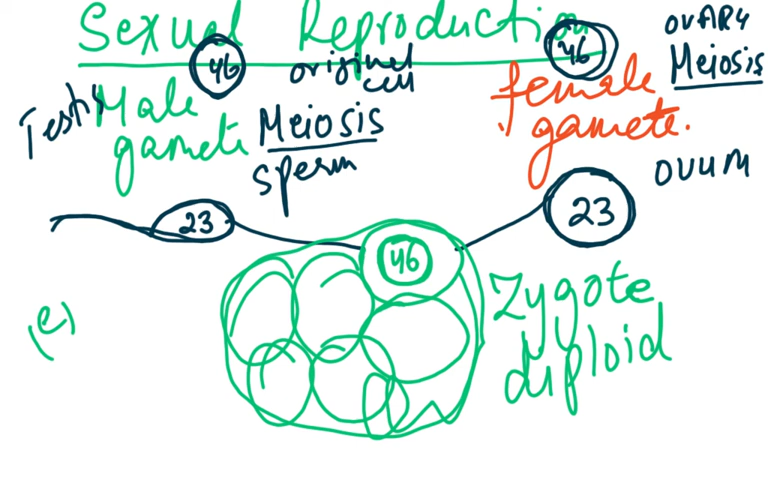 Sexual Reproduction
46
original
cell
46
OVARY
Meiosis
Testis
Male
gamete
Meiosis
sperm
female
gamete.
OVUM
23
23
46
Zygote
diploid